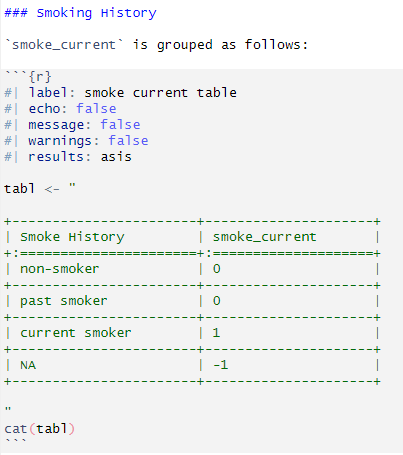 ### Smoking History
`smoke_current` is grouped as follows:
```{r}
#| label: smoke current table
#| echo: false
#| message: false
#| warnings: false
#| results: asis
tabl <- "
+-----------------------+---------------------+
| Smoke History         | smoke_current       |
+:======================+:====================+
| non-smoker            | 0                   |
+-----------------------+---------------------+
| past smoker           | 0                   |
+-----------------------+---------------------+
| current smoker        | 1                   |
+-----------------------+---------------------+
| NA                    | -1                  |
+-----------------------+---------------------+
"
cat(tabl)
```